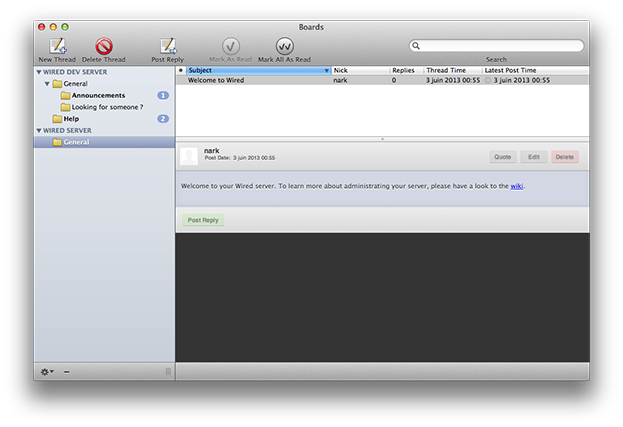 Boards
New Thread Delete Thread Post Reply Mark As Read Mark All As Read Search
WIRED DEV SERVER
General
Announcements 1
Looking for someone ?
Help 2
WIRED SERVER
General
Subject Nick Replies Thread Time Latest Post Time
Welcome to Wired nark 0 3 juin 2013 00:55 3 juin 2013 00:55
nark
Post Date: 3 juin 2013 00:55
Quote Edit Delete
Welcome to your Wired server. To learn more about administrating your server, please have a look to the wiki.
Post Reply